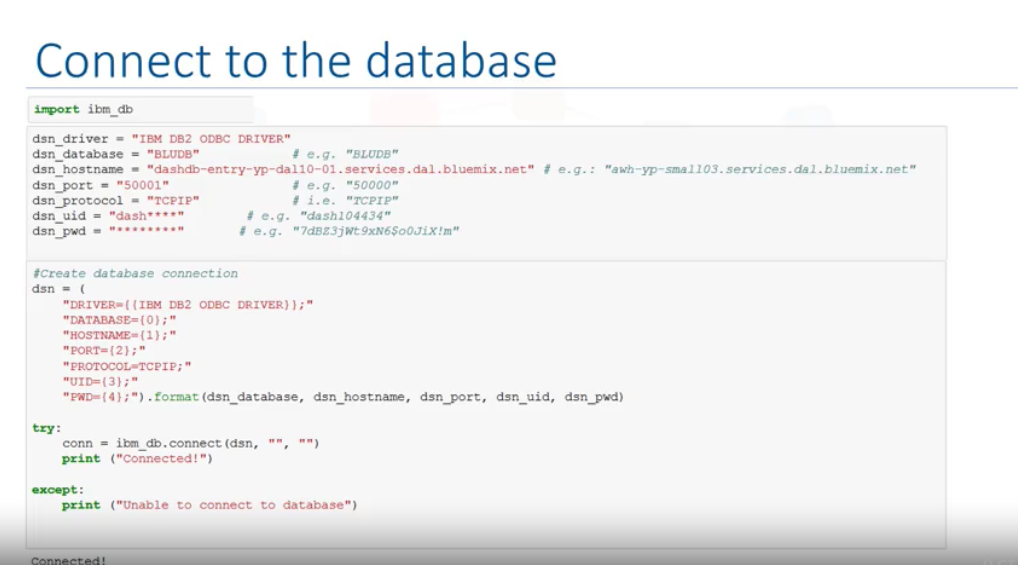 Connect to the database
import ibm_db
dsn_driver = "IBM DB2 ODBC DRIVER"
dsn_database = "BLUDB" # e.g. "BLUDB"
dsn_hostname = "dashdb-entry-yp-dal10-01.services.dal.bluemix.net" # e.g.: "awh-yp-small03.services.dal.bluemix.net"
dsn_port = "50001" # e.g. "50000"
dsn_protocol = "TCPIP" # i.e. "TCPIP"
dsn_uid = "dash****" # e.g. "dash104434"
dsn_pwd = "********" # e.g. "7dBZ3jWt9xN6$o0JiX!m"
#Create database connection
dsn = (
"DRIVER={{IBM DB2 ODBC DRIVER}};"
"DATABASE={0};"
"HOSTNAME={1};"
"PORT={2};"
"PROTOCOL=TCPIP;"
"UID={3};"
"PWD={4};").format(dsn_database, dsn_hostname, dsn_port, dsn_uid, dsn_pwd)
try:
conn = ibm_db.connect(dsn, "", "")
print ("Connected!")
except:
print ("Unable to connect to database")
Connected!